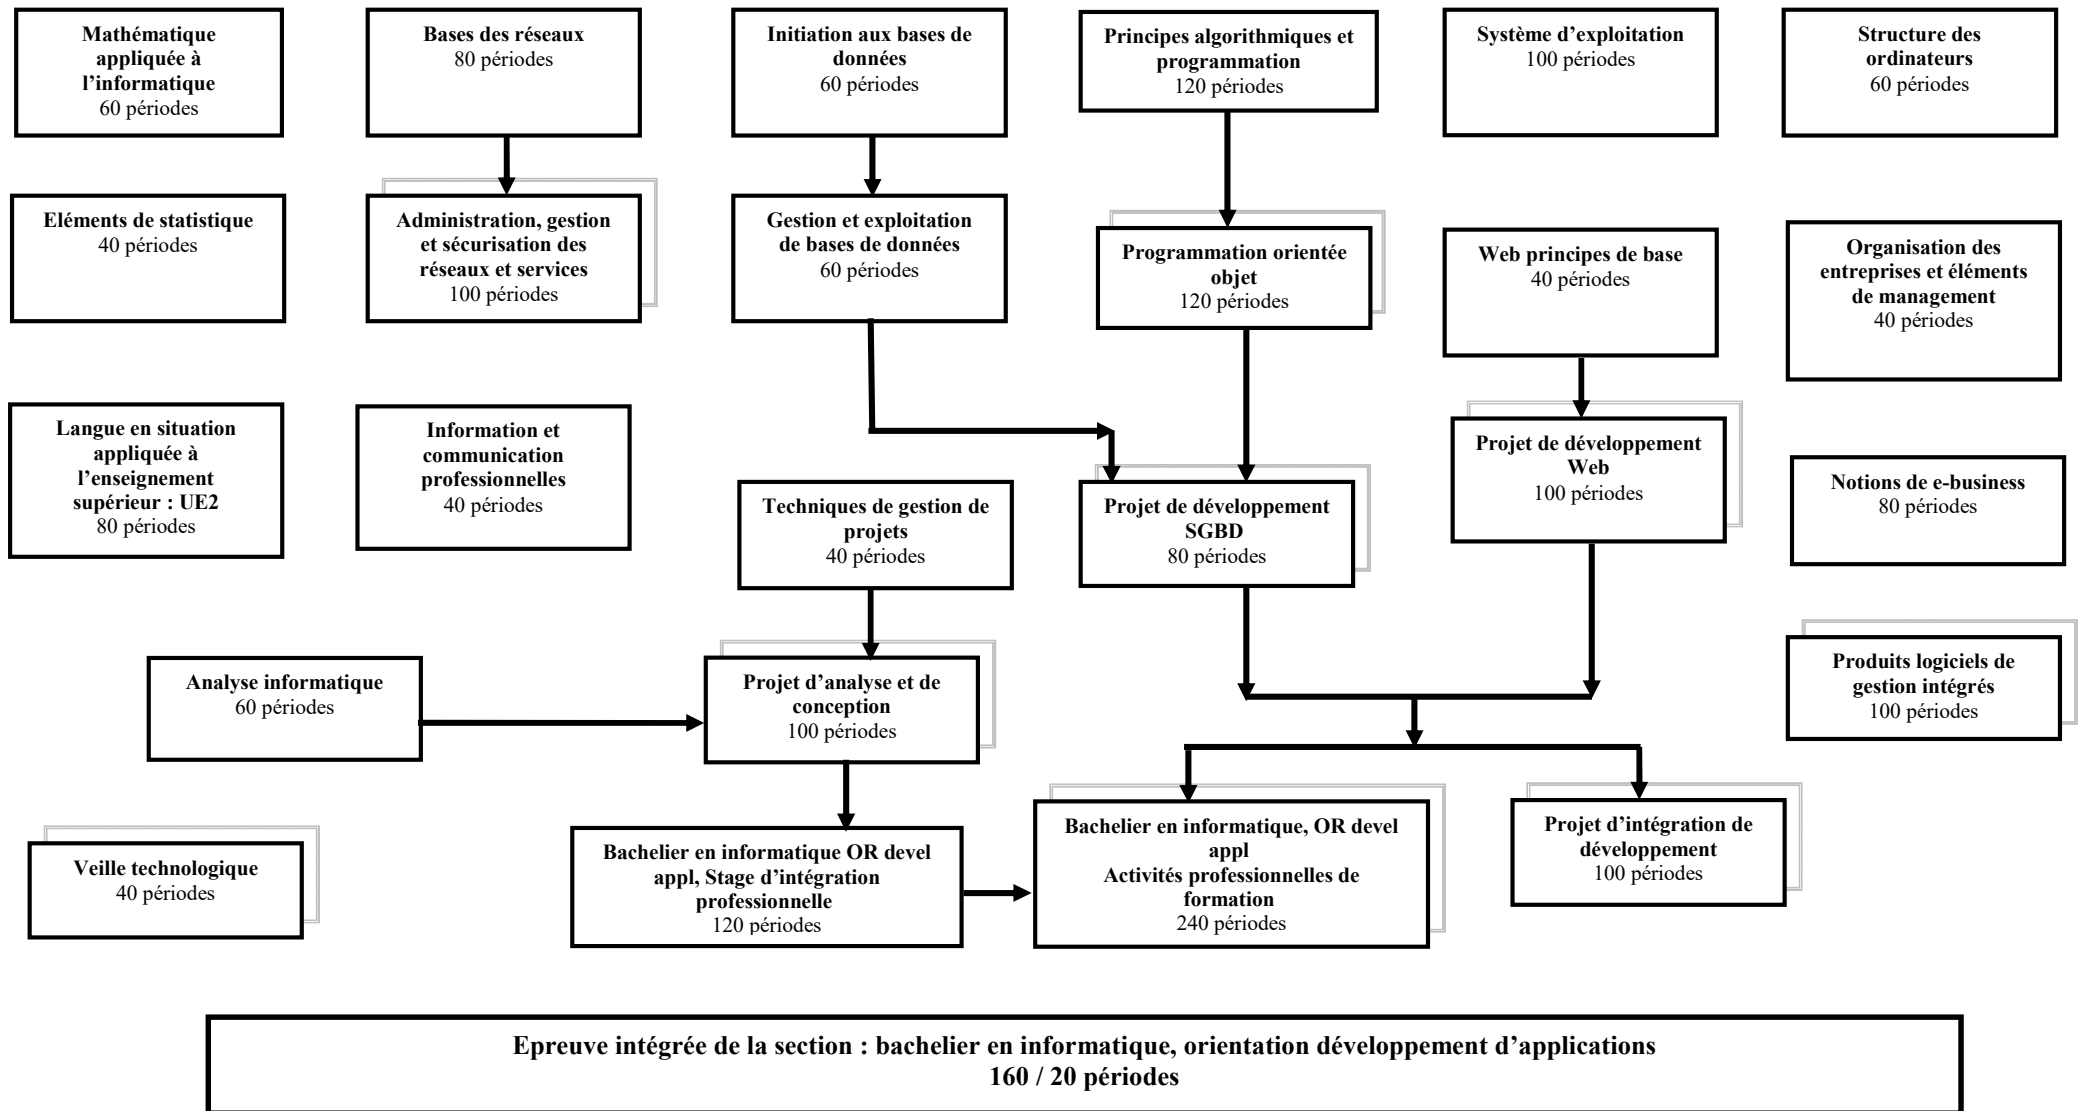 Mathématique
appliquée à
l’informatique
60 périodes
Bases des réseaux
80 périodes
Initiation aux bases de
données
60 périodes
Principes algorithmiques et
programmation
120 périodes
Système d’exploitation
100 périodes
Structure des
ordinateurs
60 périodes
Eléments de statistique
40 périodes
Administration, gestion
et sécurisation des
réseaux et services
100 périodes
Gestion et exploitation
de bases de données
60 périodes
Programmation orientée
objet
120 périodes
Web principes de base
40 périodes
Organisation des
entreprises et éléments
de management
40 périodes
Langue en situation
appliquée à
l’enseignement
supérieur : UE2
80 périodes
Information et
communication
professionnelles
40 périodes
Techniques de gestion de
projets
40 périodes
Projet de développement
SGBD
80 périodes
Projet de développement
Web
100 périodes
Notions de e-business
80 périodes
Analyse informatique
60 périodes
Projet d’analyse et de
conception
100 périodes
Produits logiciels de
gestion intégrés
100 périodes
Veille technologique
40 périodes
Bachelier en informatique OR devel
appl, Stage d’intégration
professionnelle
120 périodes
Bachelier en informatique, OR devel
appl
Activités professionnelles de
formation
240 périodes
Projet d’intégration de
développement
100 périodes
Epreuve intégrée de la section : bachelier en informatique, orientation développement d’applications
160 / 20 périodes